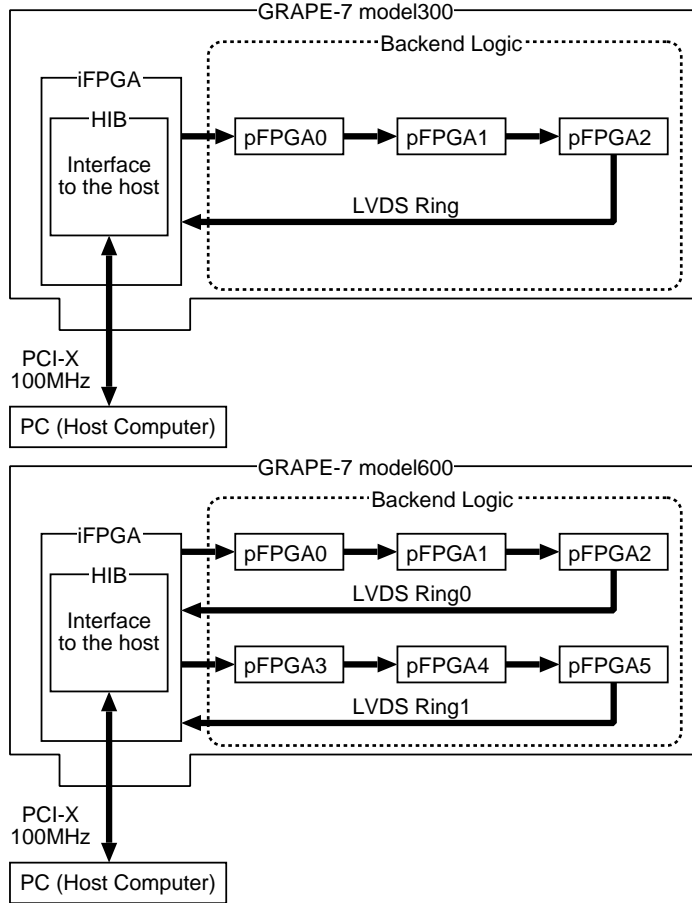 GRAPE-7 model300
Backend Logic
iFPGA
HIB
Interface
to the host
pFPGA0
pFPGA1
pFPGA2
LVDS Ring
PCI-X
100MHz
PC (Host Computer)
GRAPE-7 model600
Backend Logic
iFPGA
HIB
Interface
to the host
pFPGA0
pFPGA1
pFPGA2
LVDS Ring0
pFPGA3
pFPGA4
pFPGA5
LVDS Ring1
PCI-X
100MHz
PC (Host Computer)